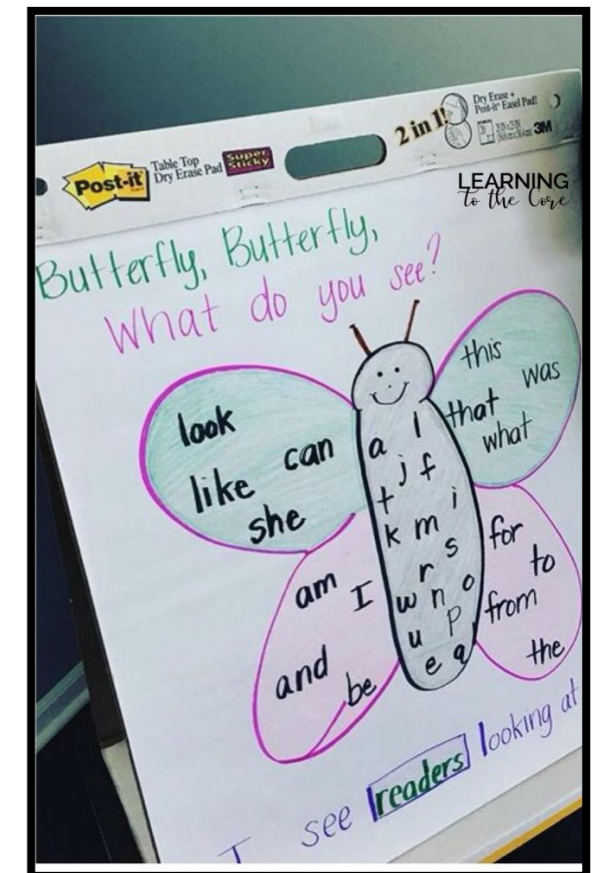 Post-it
Table Top
Dry Erase Pad
Super
Sticky
2 in 1!
Dry Erase +
Post-it® Easel Pad!
3M
LEARNING
to the Core
Butterfly, Butterfly,
What do you see?
look
like can
she
am I
and be
a l
j f
t i
k m
r s
w n o
u p
e q
this
was
that
what
for
to
from
the
I see readers looking at